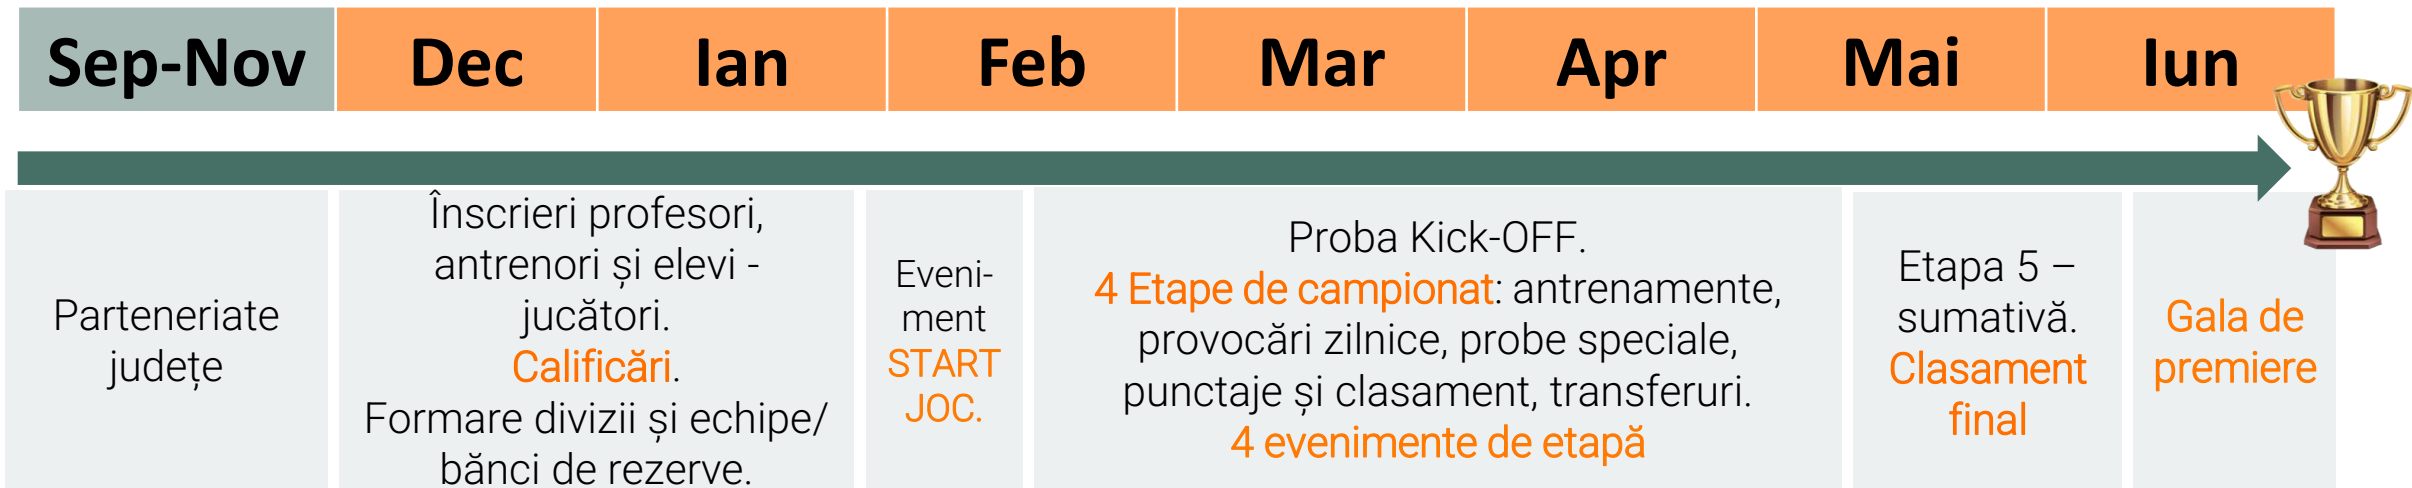 Sep-Nov
Dec
Ian
Feb
Mar
Apr
Mai
Iun
Parteneriate
județe
Înscrieri profesori,
antrenori și elevi -
jucători.
Calificări.
Formare divizii și echipe/
bănci de rezerve.
Eveni-
ment
START
JOC.
Proba Kick-OFF.
4 Etape de campionat: antrenamente,
provocări zilnice, probe speciale,
punctaje și clasament, transferuri.
4 evenimente de etapă
Etapa 5 –
sumativă.
Clasament
final
Gala de
premiere